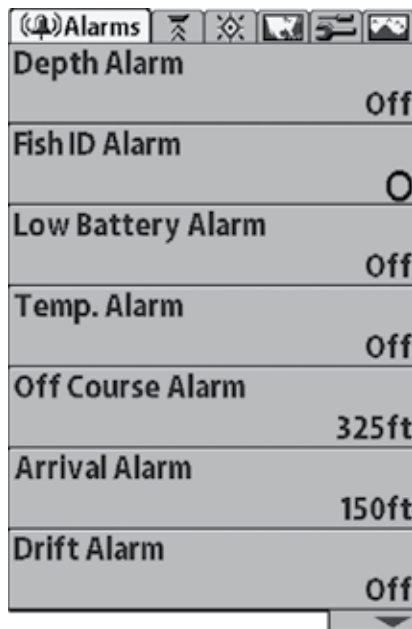 Alarms
Depth Alarm
Off
Fish ID Alarm
O
Low Battery Alarm
Off
Temp. Alarm
Off
Off Course Alarm
325ft
Arrival Alarm
150ft
Drift Alarm
Off